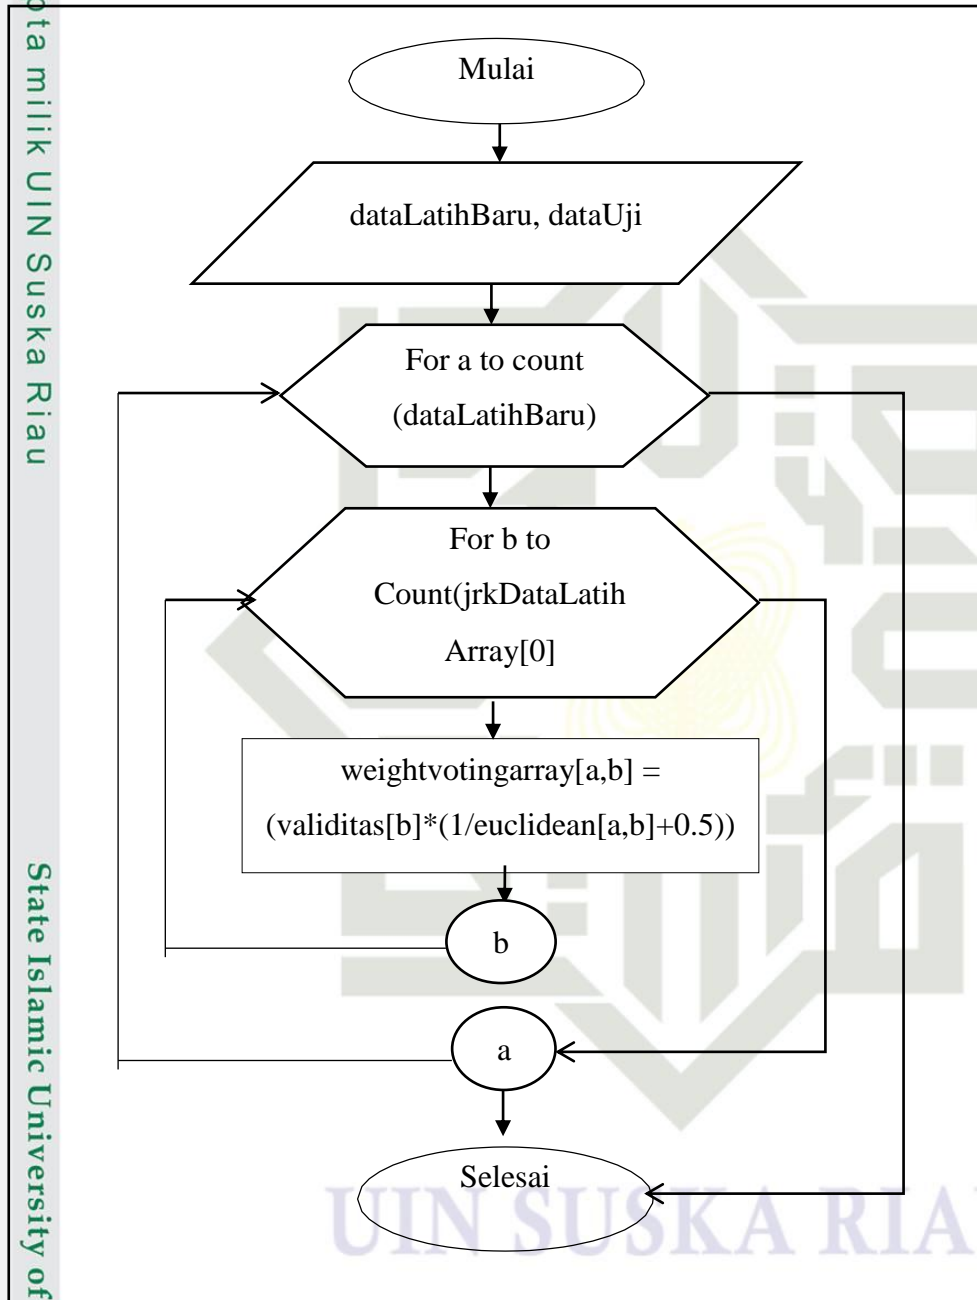 ota milik UIN Suska Riau
State Islamic University of
Mulai
dataLatihBaru, dataUji
For a to count
(dataLatihBaru)
For b to
Count(jrkDataLatih
Array[0]
weightvotingarray[a,b] =
(validitas[b]*(1/euclidean[a,b]+0.5))
b
a
Selesai
UIN SUSKA RIA